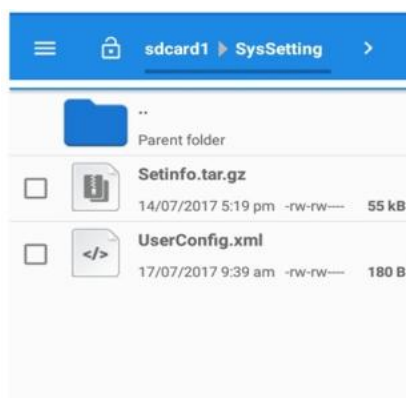 sdcard1 SysSetting
..
Parent folder
Setinfo.tar.gz
14/07/2017 5:19 pm -rw-rw---- 55 kB
UserConfig.xml
17/07/2017 9:39 am -rw-rw---- 180 B